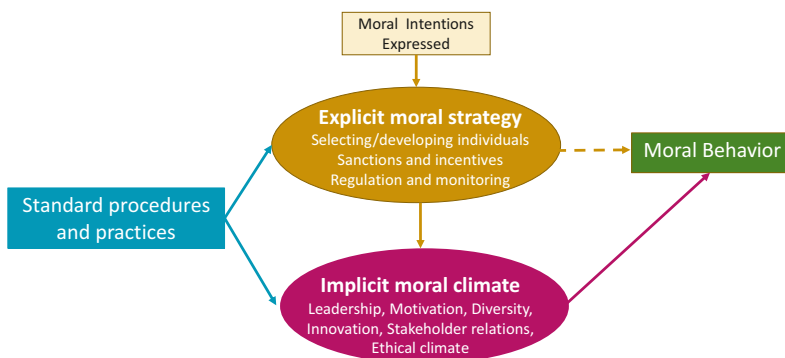 Moral Intentions
Expressed
Explicit moral strategy
Selecting/developing individuals
Sanctions and incentives
Regulation and monitoring
Moral Behavior
Standard procedures
and practices
Implicit moral climate
Leadership, Motivation, Diversity,
Innovation, Stakeholder relations,
Ethical climate